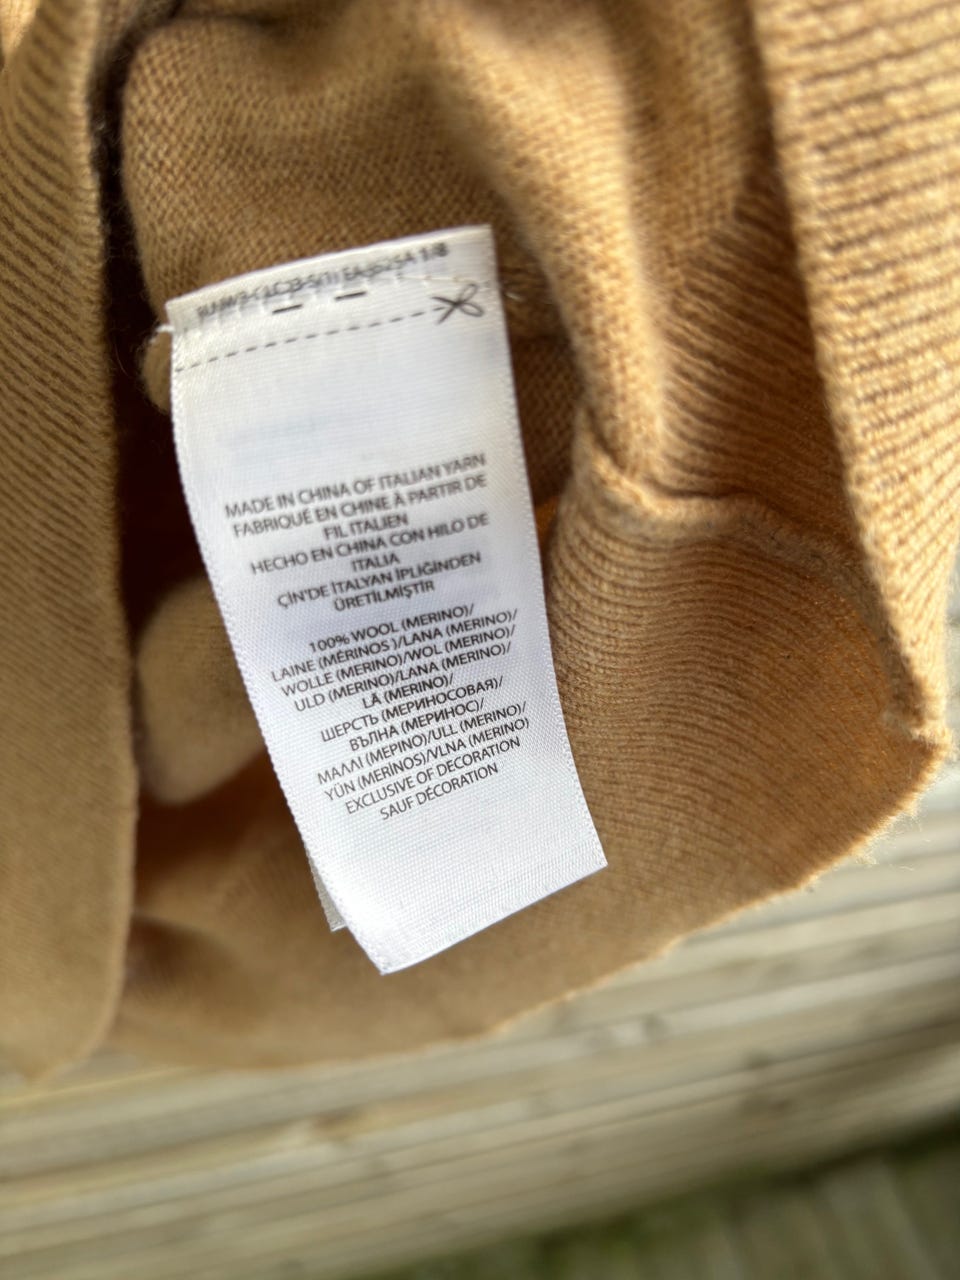 1/8
MADE IN CHINA OF ITALIAN YARN
FABRIQUÉ EN CHINE À PARTIR DE
FIL ITALIEN
HECHO EN CHINA CON HILO DE
ITALIA
ÇİN'DE İTALYAN İPLİĞİNDEN
ÜRETİLMİŞTİR
100% WOOL (MERINO)/
LAINE (MÉRINOS )/LANA (MERINO)/
WOLLE (MERINO)/WOL (MERINO)/
ULD (MERINO)/LANA (MERINO)/
LÃ (MERINO)/
ШЕРСТЬ (МЕРИНОСОВАЯ)/
ВЪЛНА (МЕРИНОС)/
ΜΑΛΛΙ (ΜΕΡΙΝΟ)/ULL (MERINO)/
YÜN (MERİNOS)/VLNA (MERINO)
EXCLUSIVE OF DECORATION
SAUF DÉCORATION